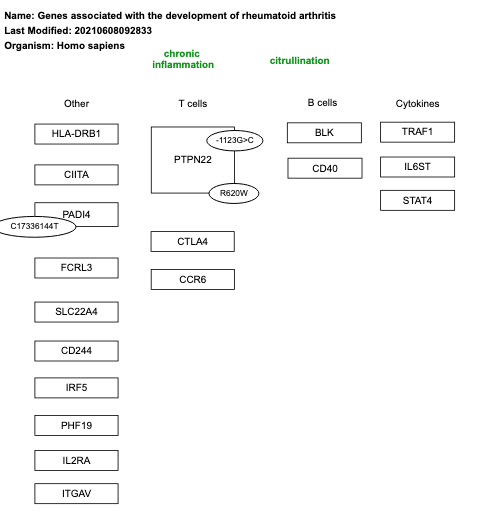 Name: Genes associated with the development of rheumatoid arthritis
Last Modified: 20210608092833
Organism: Homo sapiens
chronic
inflammation
citrullination
Other
T cells
B cells
Cytokines
HLA-DRB1
CIITA
PADI4
C17336144T
FCRL3
SLC22A4
CD244
IRF5
PHF19
IL2RA
ITGAV
-1123G>C
PTPN22
R620W
CTLA4
CCR6
BLK
CD40
TRAF1
IL6ST
STAT4